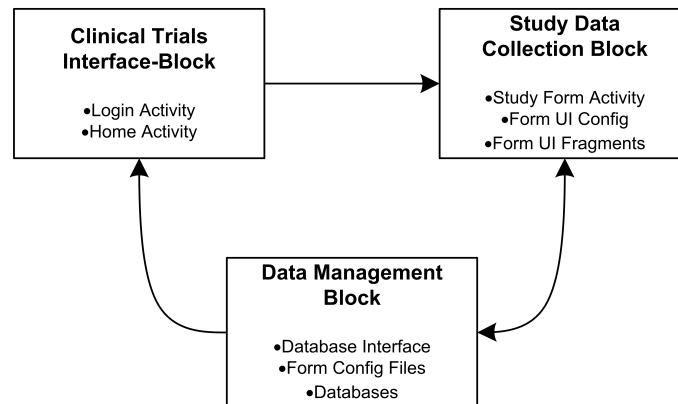 Clinical Trials
Interface-Block
•Login Activity
•Home Activity
Study Data
Collection Block
•Study Form Activity
•Form UI Config
•Form UI Fragments
Data Management
Block
•Database Interface
•Form Config Files
•Databases